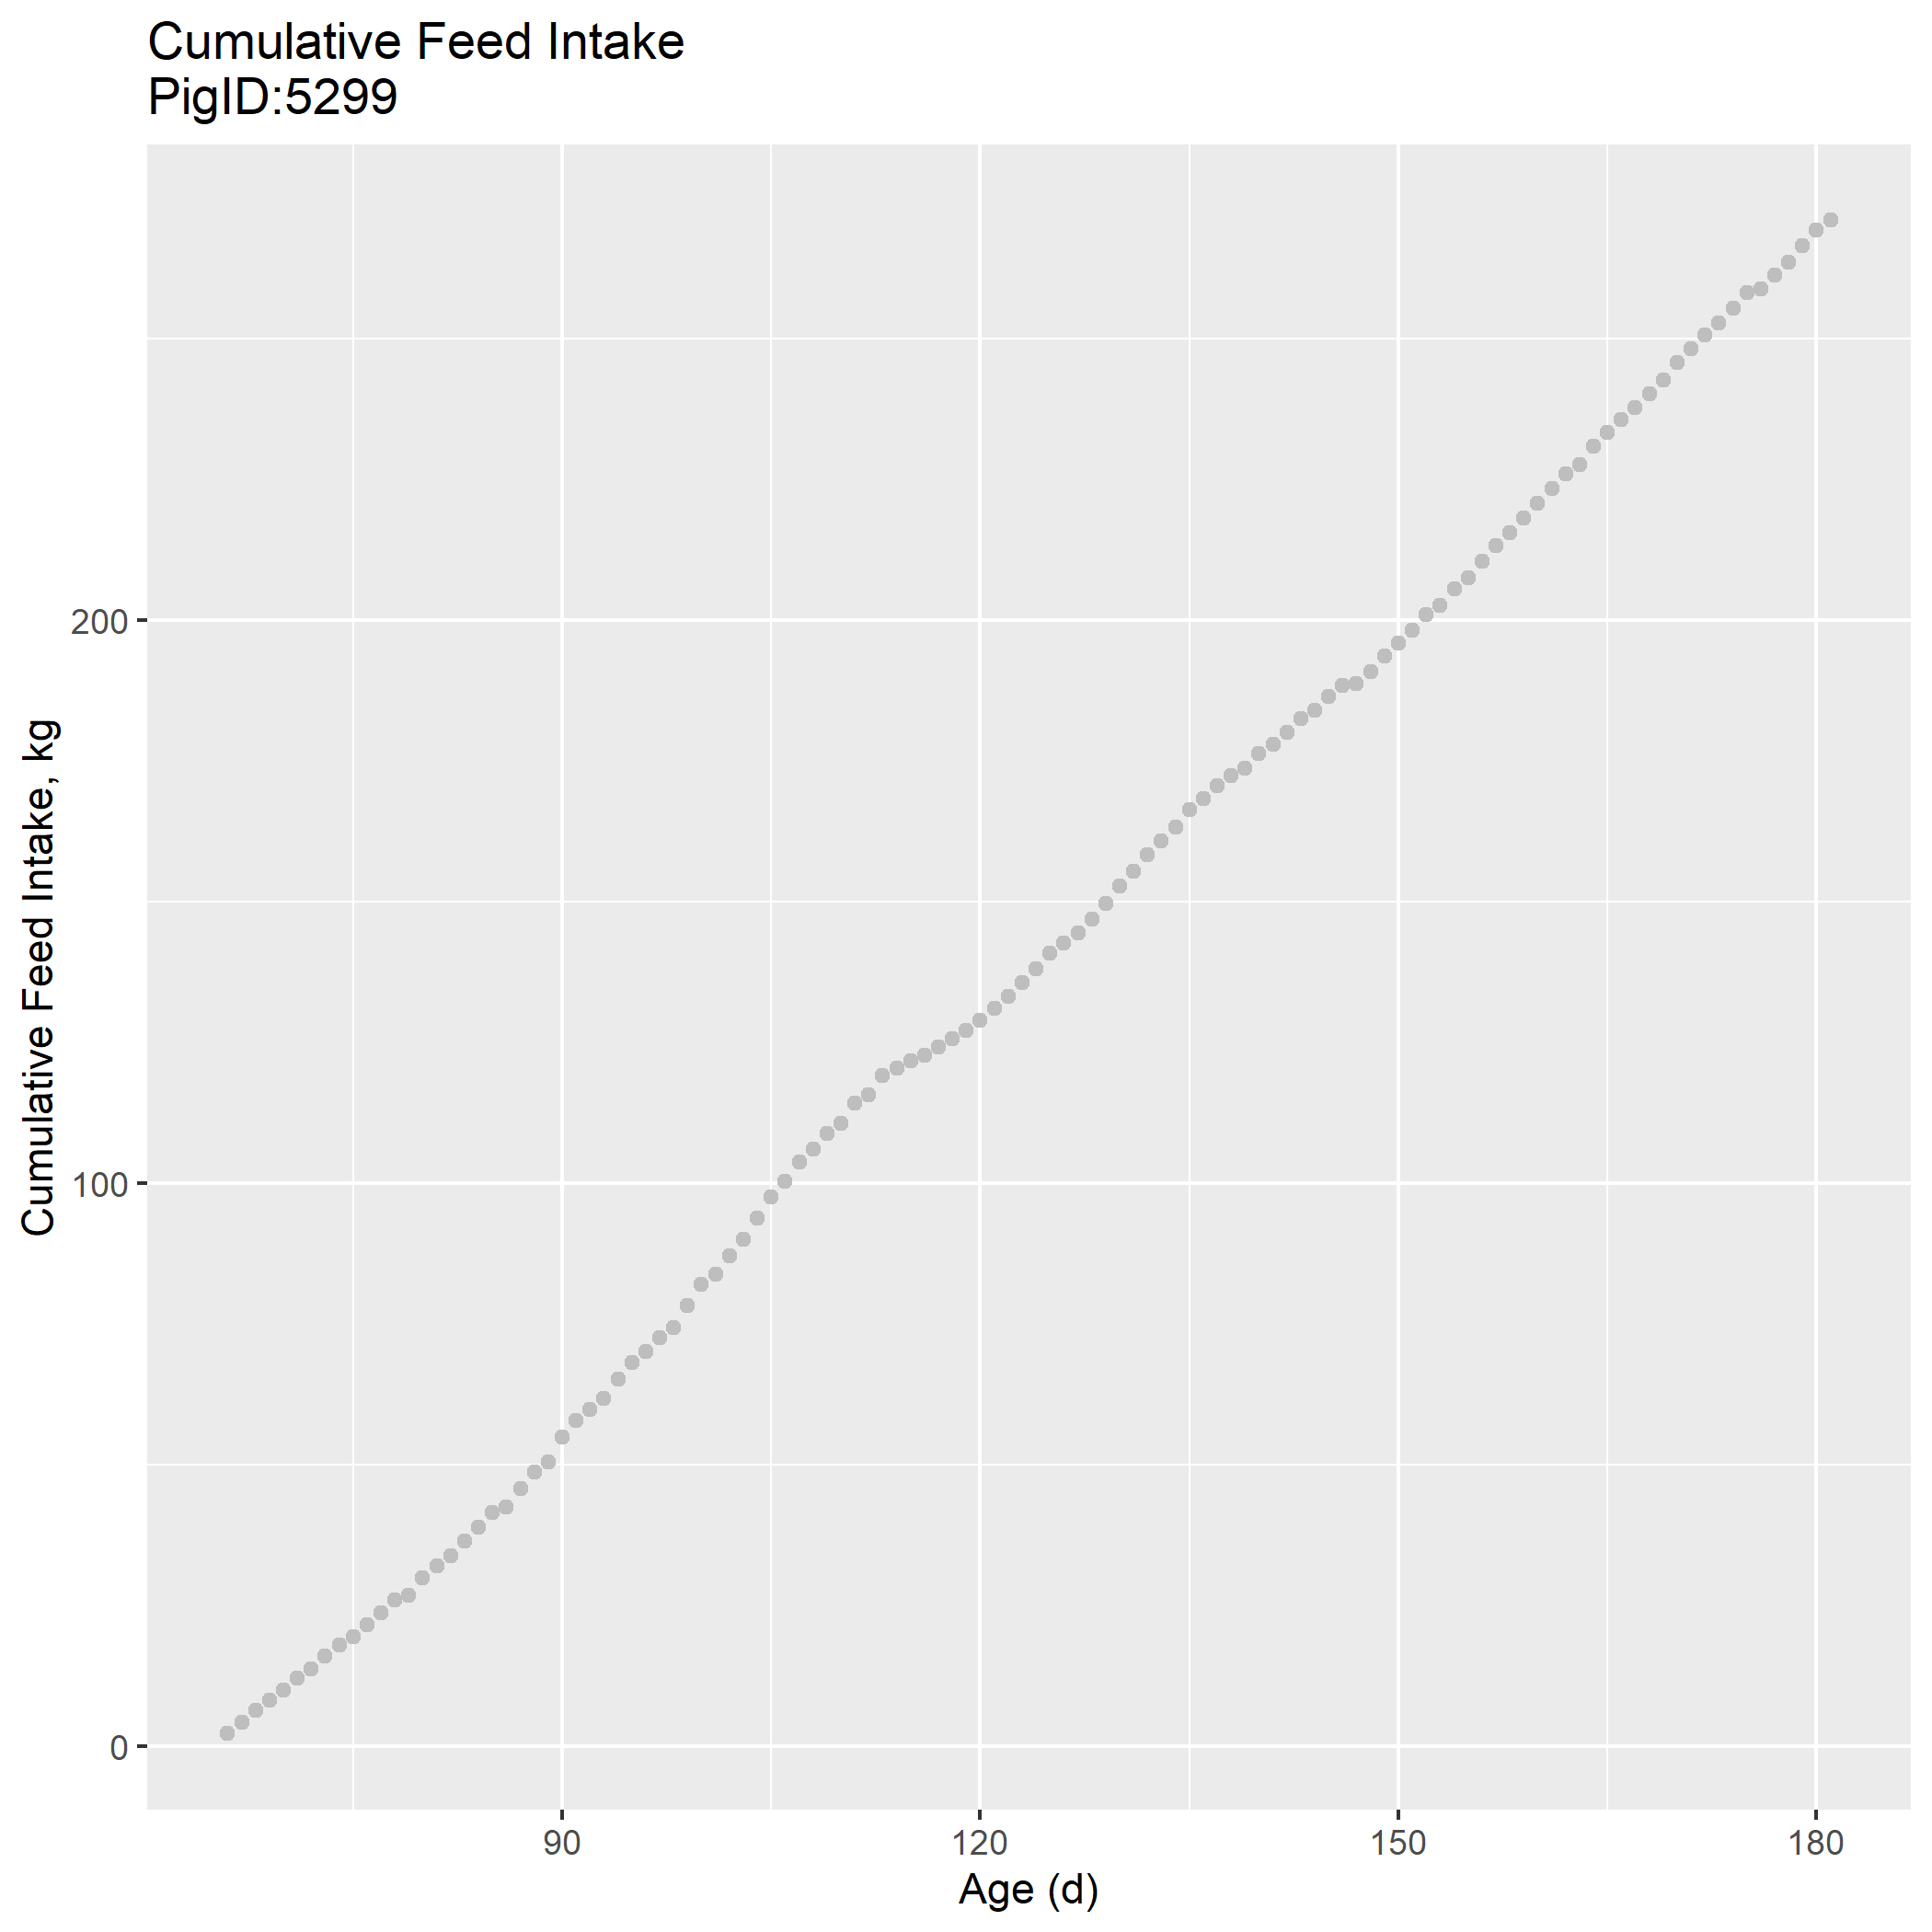 Cumulative Feed Intake
PigID:5299
Cumulative Feed Intake, kg
200
100
0
90
120
150
180
Age (d)